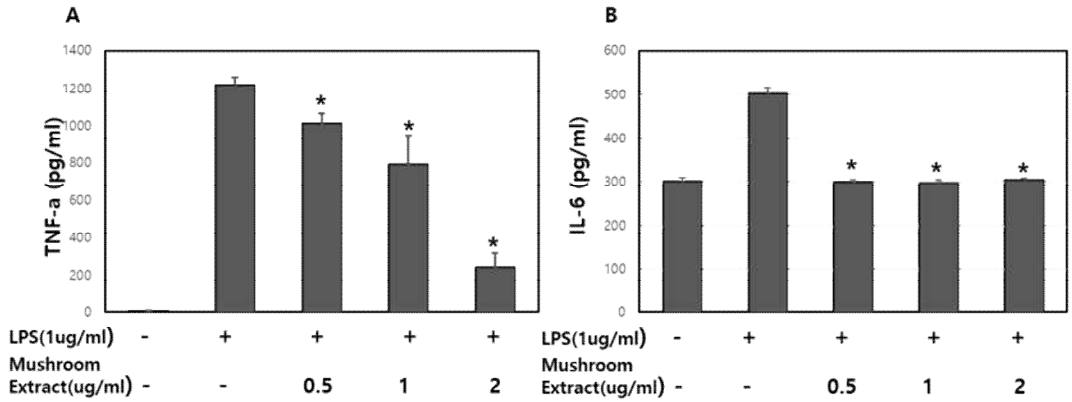 A
TNF-a (pg/ml)
1400
1200
1000
800
600
400
200
0
*
*
*
LPS(1ug/ml) - + + + +
Mushroom
Extract(ug/ml) - - 0.5 1 2
B
IL-6 (pg/ml)
600
500
400
300
200
100
0
*
*
*
LPS(1ug/ml) - + + + +
Mushroom
Extract(ug/ml) - - 0.5 1 2